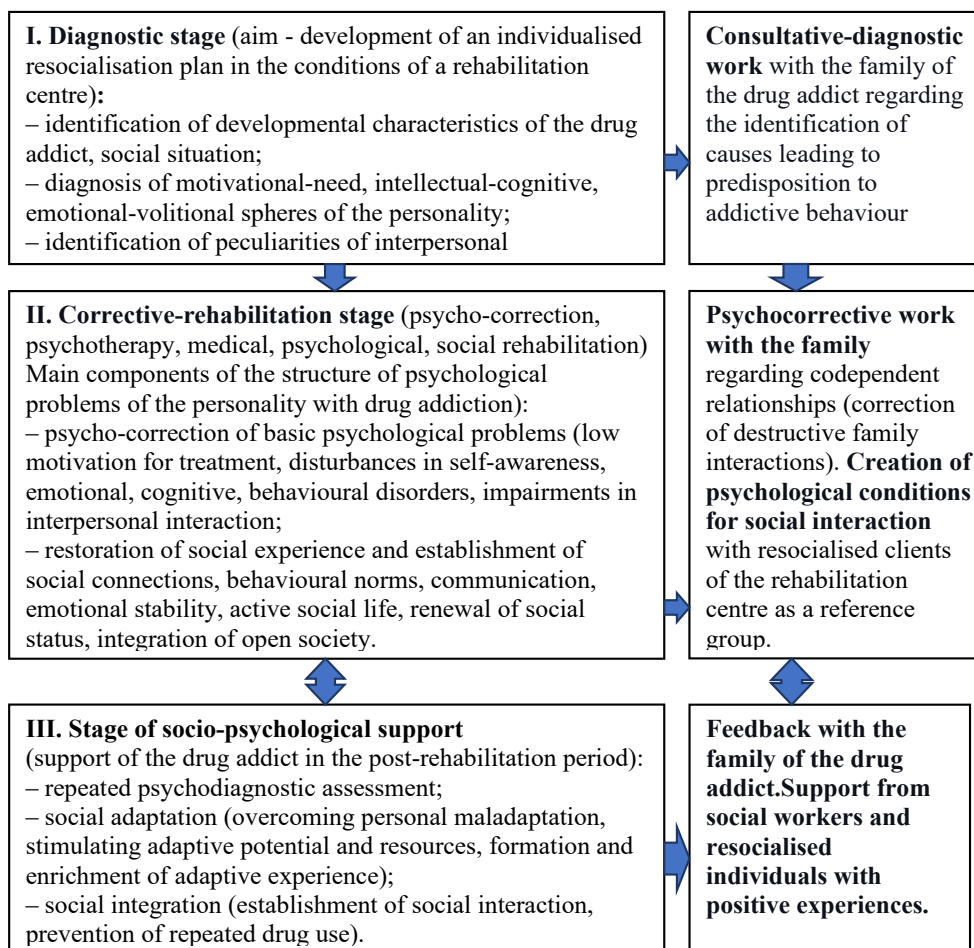 I. Diagnostic stage (aim - development of an individualised
resocialisation plan in the conditions of a rehabilitation
centre):
– identification of developmental characteristics of the drug
addict, social situation;
– diagnosis of motivational-need, intellectual-cognitive,
emotional-volitional spheres of the personality;
– identification of peculiarities of interpersonal
Consultative-diagnostic
work with the family of
the drug addict regarding
the identification of
causes leading to
predisposition to
addictive behaviour
II. Corrective-rehabilitation stage (psycho-correction,
psychotherapy, medical, psychological, social rehabilitation)
Main components of the structure of psychological
problems of the personality with drug addiction):
– psycho-correction of basic psychological problems (low
motivation for treatment, disturbances in self-awareness,
emotional, cognitive, behavioural disorders, impairments in
interpersonal interaction;
– restoration of social experience and establishment of
social connections, behavioural norms, communication,
emotional stability, active social life, renewal of social
status, integration of open society.
Psychocorrective work
with the family
regarding codependent
relationships (correction
of destructive family
interactions). Creation of
psychological conditions
for social interaction
with resocialised clients
of the rehabilitation
centre as a reference
group.
III. Stage of socio-psychological support
(support of the drug addict in the post-rehabilitation period):
– repeated psychodiagnostic assessment;
– social adaptation (overcoming personal maladaptation,
stimulating adaptive potential and resources, formation and
enrichment of adaptive experience);
– social integration (establishment of social interaction,
prevention of repeated drug use).
Feedback with the
family of the drug
addict.Support from
social workers and
resocialised
individuals with
positive experiences.